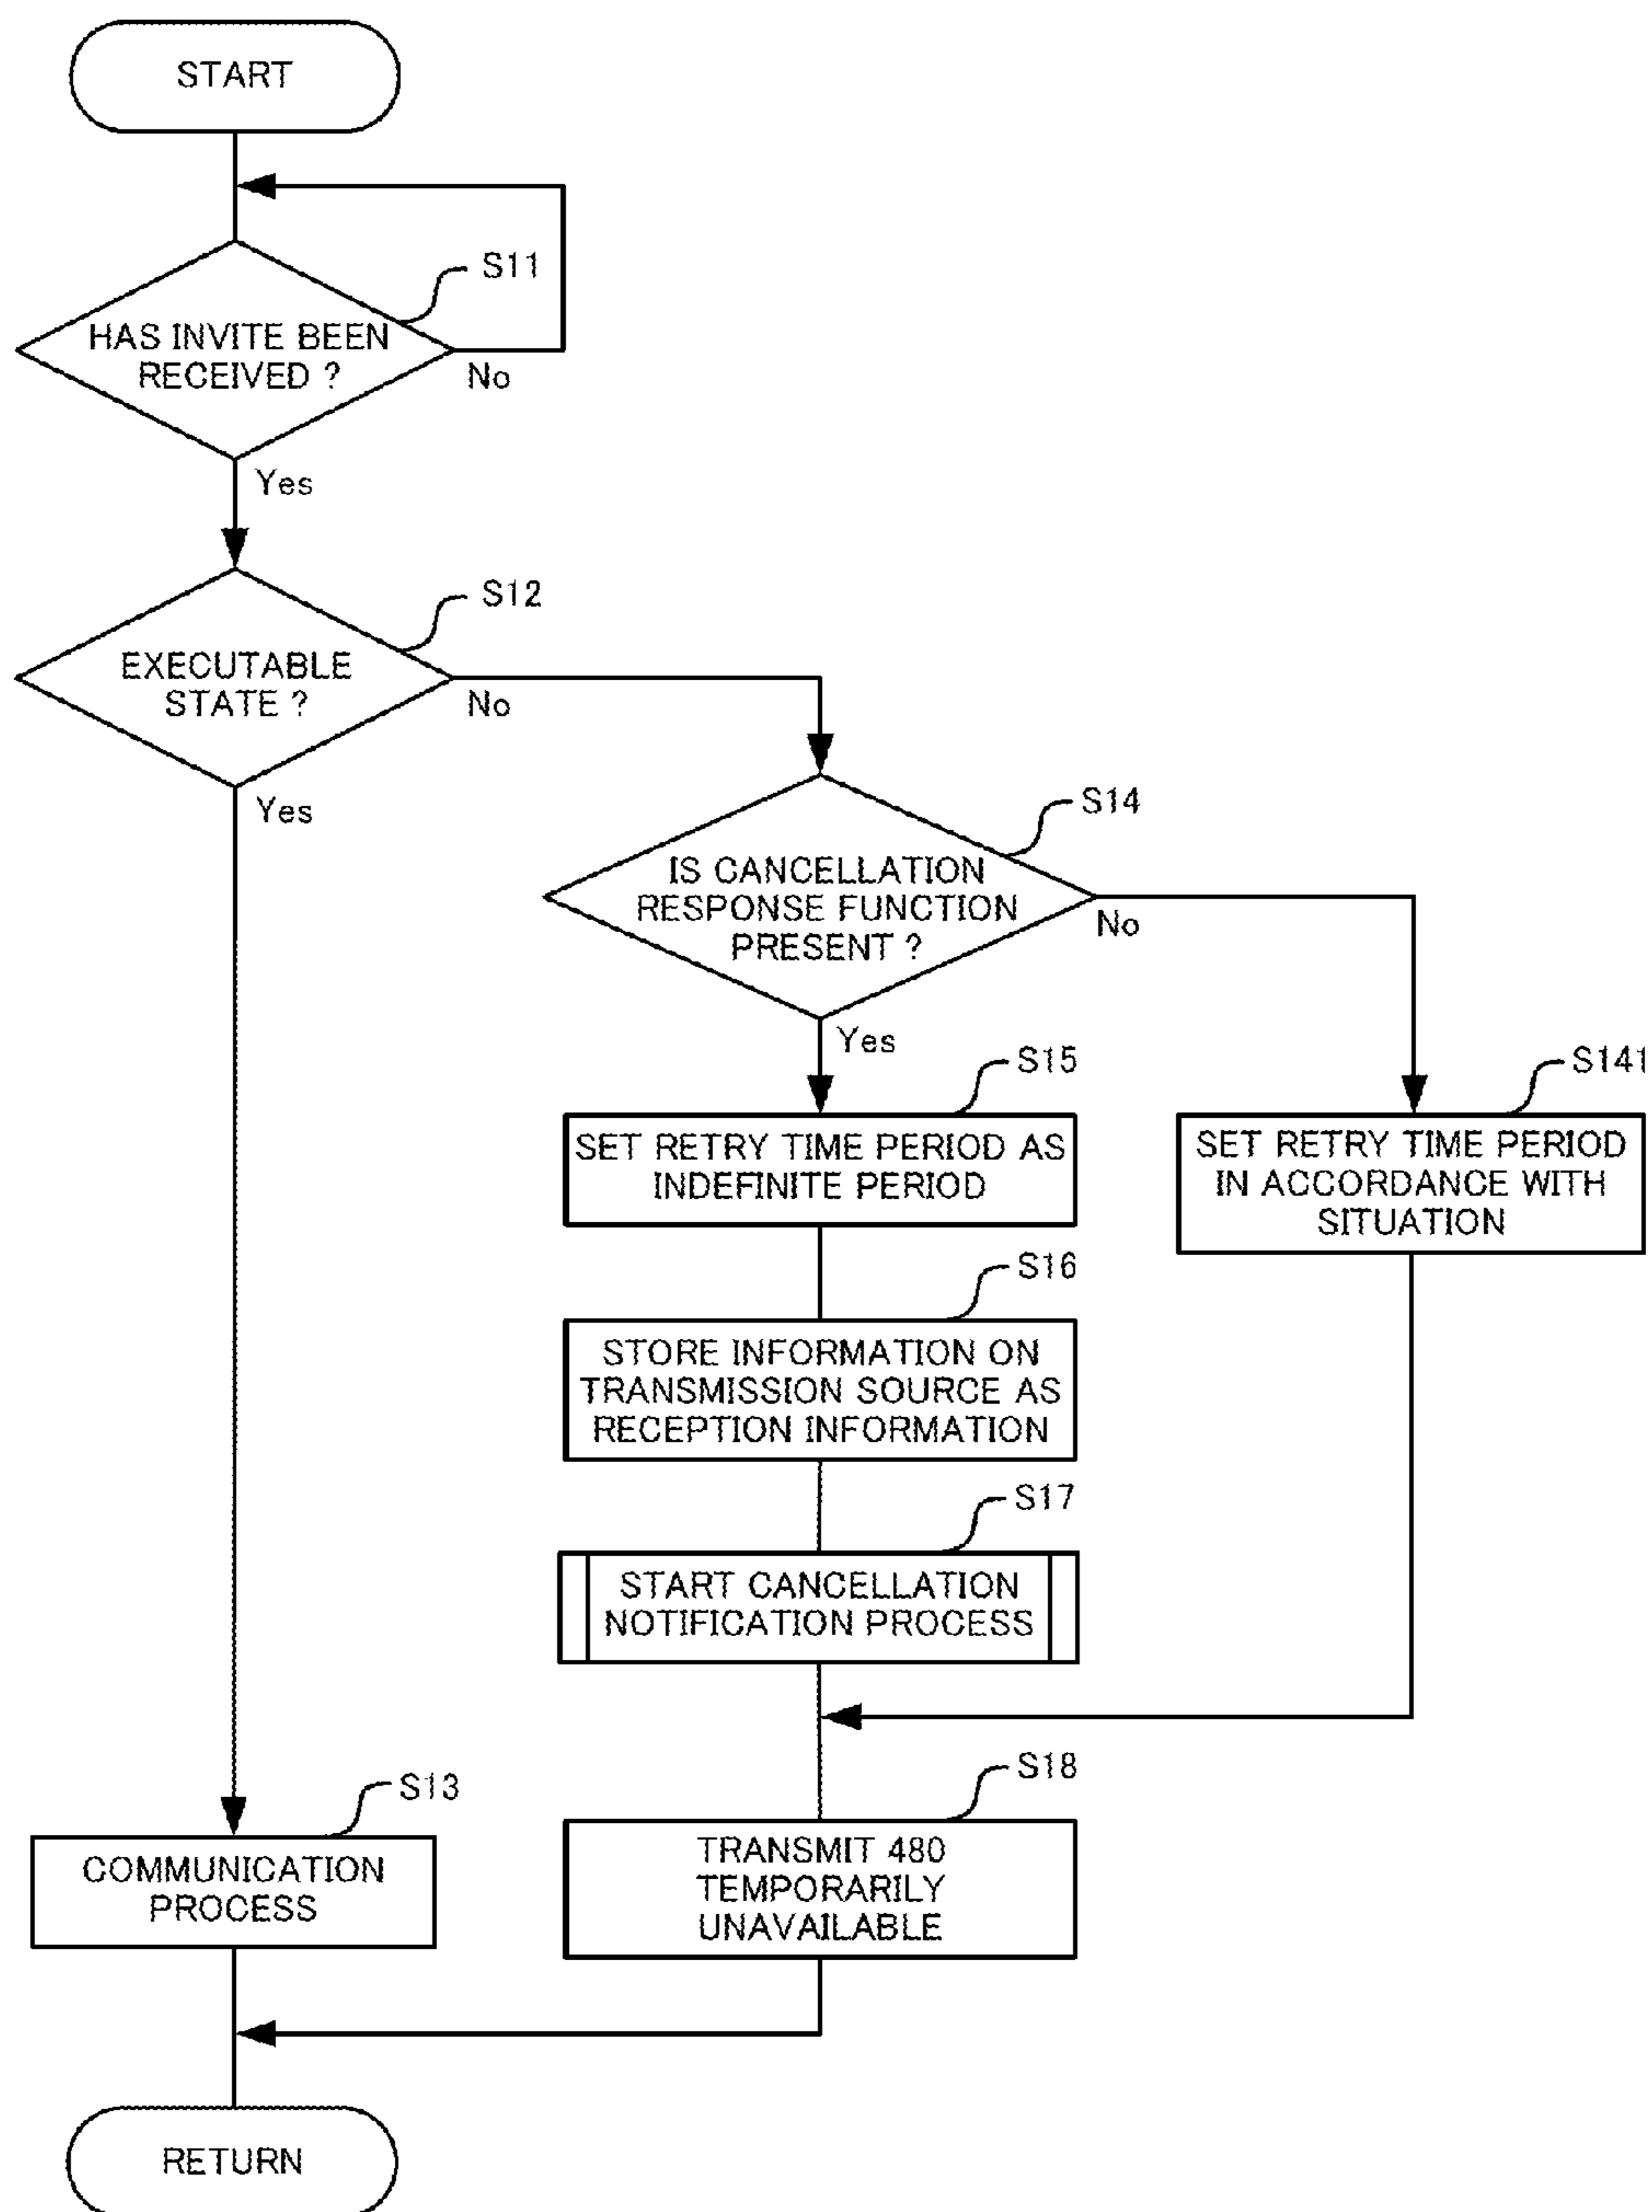 START
S11
HAS INVITE BEEN
RECEIVED ?
No
Yes
S12
EXECUTABLE
STATE ?
No
Yes
S14
IS CANCELLATION
RESPONSE FUNCTION
PRESENT ?
No
Yes
S15
SET RETRY TIME PERIOD AS
INDEFINITE PERIOD
S141
SET RETRY TIME PERIOD
IN ACCORDANCE WITH
SITUATION
S16
STORE INFORMATION ON
TRANSMISSION SOURCE AS
RECEPTION INFORMATION
S17
START CANCELLATION
NOTIFICATION PROCESS
S13
COMMUNICATION
PROCESS
S18
TRANSMIT 480
TEMPORARILY
UNAVAILABLE
RETURN